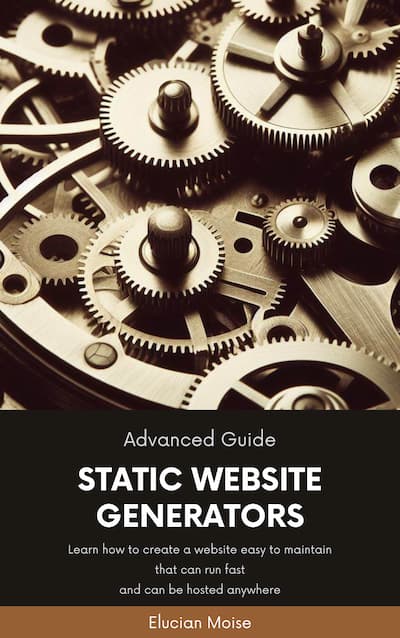 Advanced Guide
STATIC WEBSITE
GENERATORS
Learn how to create a website easy to maintain
that can run fast
and can be hosted anywhere
Elucian Moise